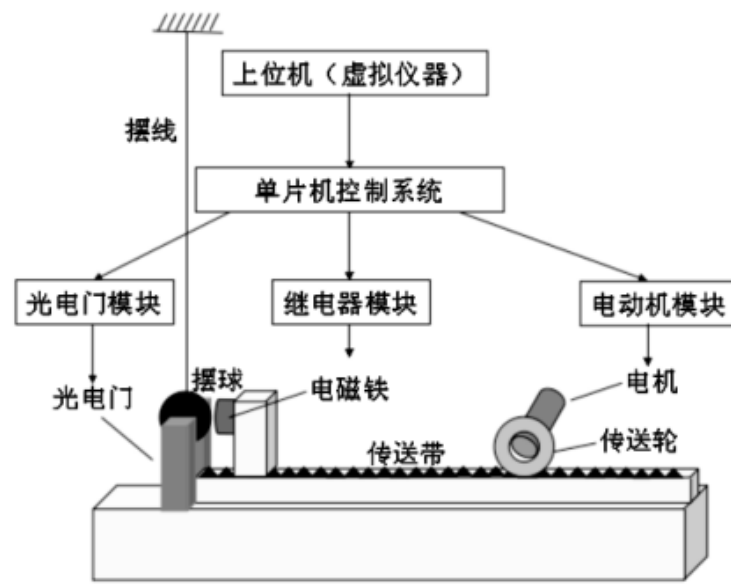 上位机（虚拟仪器）
摆线
单片机控制系统
光电门模块
继电器模块
电动机模块
摆球
电磁铁
电机
光电门
传送带
传送轮